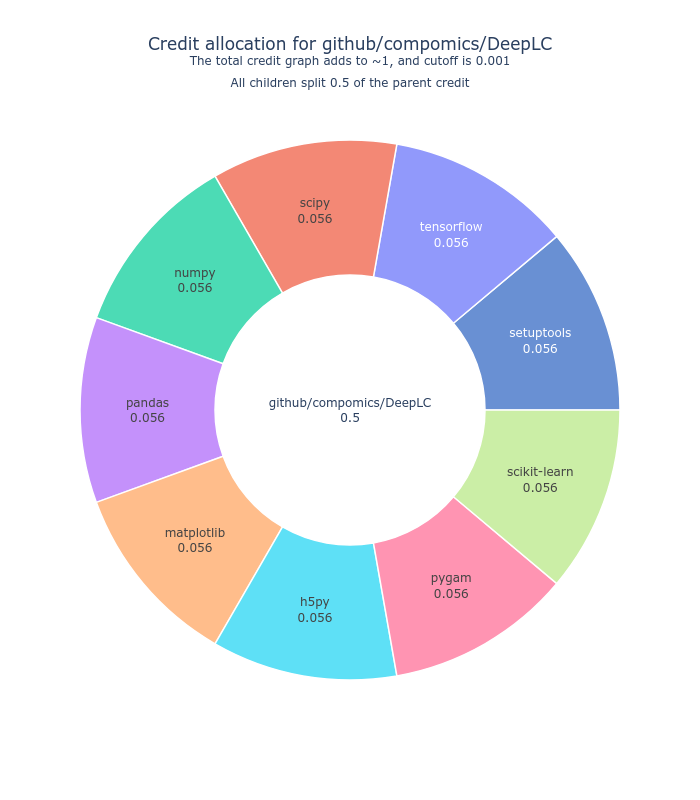 Credit allocation for github/compomics/DeepLC
The total credit graph adds to ~1, and cutoff is 0.001
All children split 0.5 of the parent credit
scipy
0.056
tensorflow
0.056
numpy
0.056
setuptools
0.056
pandas
0.056
github/compomics/DeepLC
0.5
scikit-learn
0.056
matplotlib
0.056
pygam
0.056
h5py
0.056